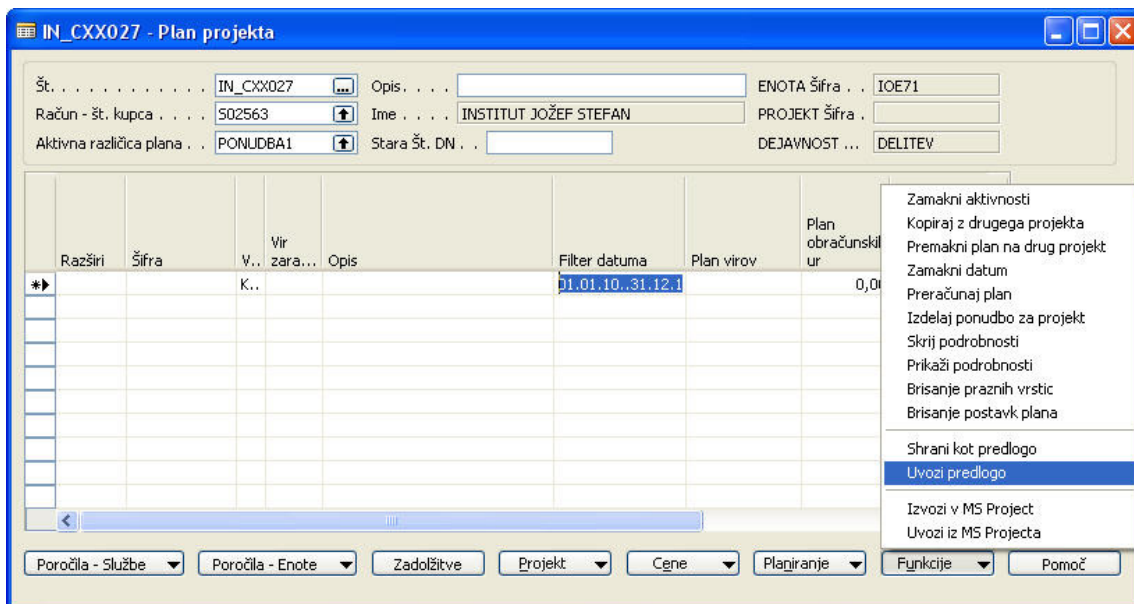 IN_CXX027 - Plan projekta
Št. . . . . . . . . . . . IN_CXX027 Opis. . . . ENOTA Šifra . . IOE71
Račun - št. kupca . . . . S02563 Ime . . . . INSTITUT JOŽEF STEFAN PROJEKT Šifra .
Aktivna različica plana . . PONUDBA1 Stara Št. DN . . DEJAVNOST ... DELITEV
Razširi Šifra V.. Vir zara... Opis Filter datuma Plan virov Plan obračunskil ur
K.. 01.01.10..31.12.1 0,00
Zamakni aktivnosti
Kopiraj z drugega projekta
Premakni plan na drug projekt
Zamakni datum
Preračunaj plan
Izdelaj ponudbo za projekt
Skrij podrobnosti
Prikaži podrobnosti
Brisanje praznih vrstic
Brisanje postavk plana
Shrani kot predlogo
Uvozi predlogo
Izvozi v MS Project
Uvozi iz MS Projecta
Poročila - Službe Poročila - Enote Zadolžitve Projekt Cene Planiranje Funkcije Pomoč